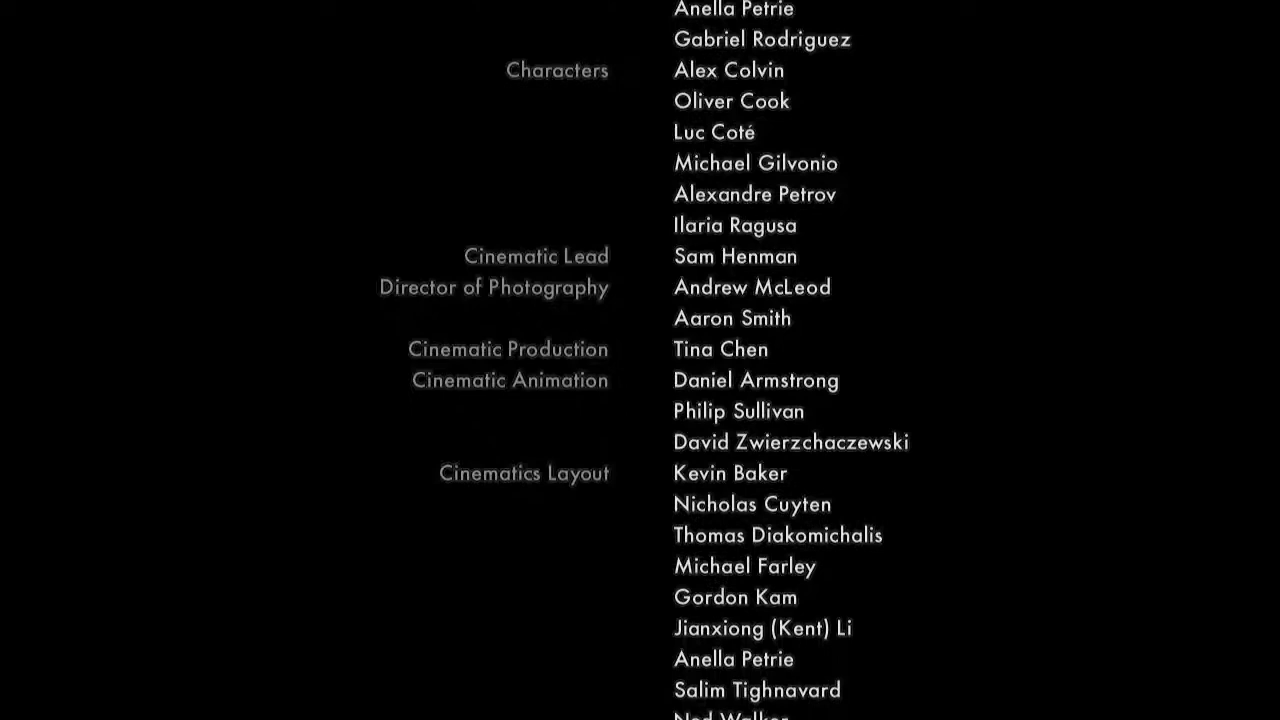 Anella Petrie
Gabriel Rodriguez
Characters Alex Colvin
Oliver Cook
Luc Coté
Michael Gilvonio
Alexandre Petrov
Ilaria Ragusa
Cinematic Lead Sam Henman
Director of Photography Andrew McLeod
Aaron Smith
Cinematic Production Tina Chen
Cinematic Animation Daniel Armstrong
Philip Sullivan
David Zwierzchaczewski
Cinematics Layout Kevin Baker
Nicholas Cuyten
Thomas Diakomichalis
Michael Farley
Gordon Kam
Jianxiong (Kent) Li
Anella Petrie
Salim Tighnavard
Ned Walker